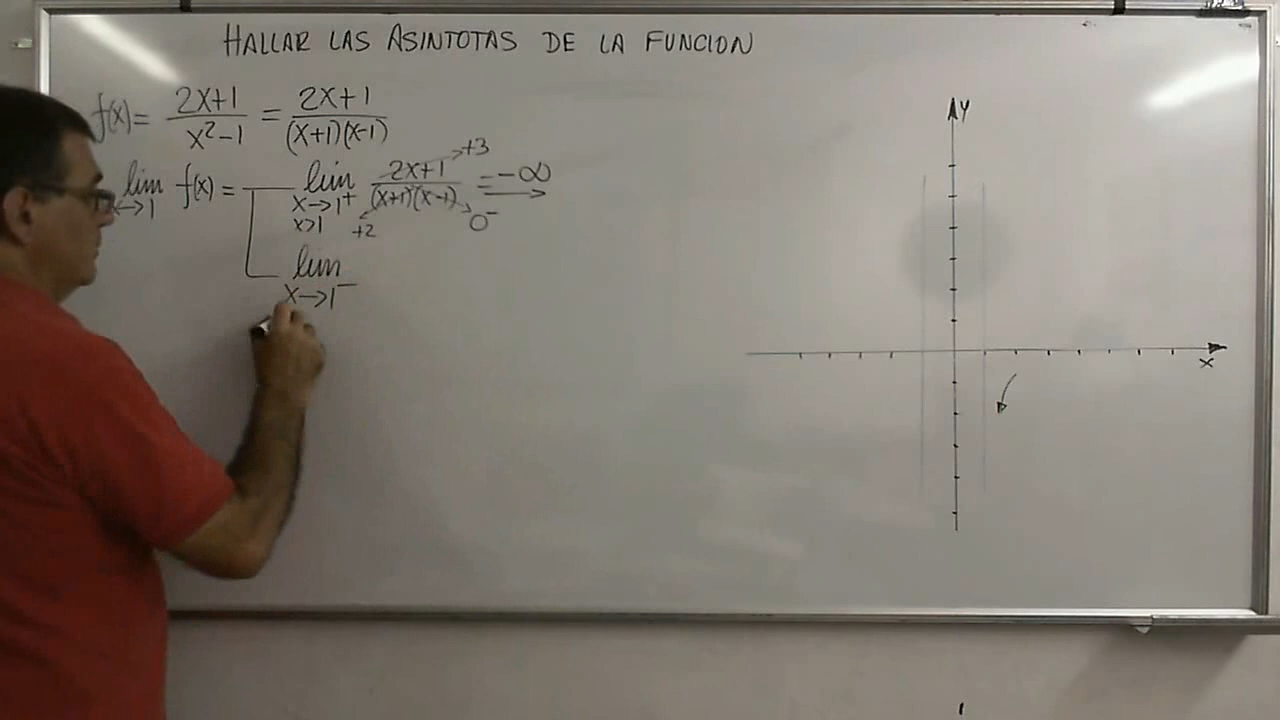 HALLAR LAS ASINTOTAS DE LA FUNCION
f(x) = 2x+1 / x²-1 = 2x+1 / (x+1)(x-1)
lim x→1 f(x) = lim x→1⁺ x>1 2x+1 / (x+1)(x-1) = -∞
+3
+2
0⁻
lim x→1⁻
y
x